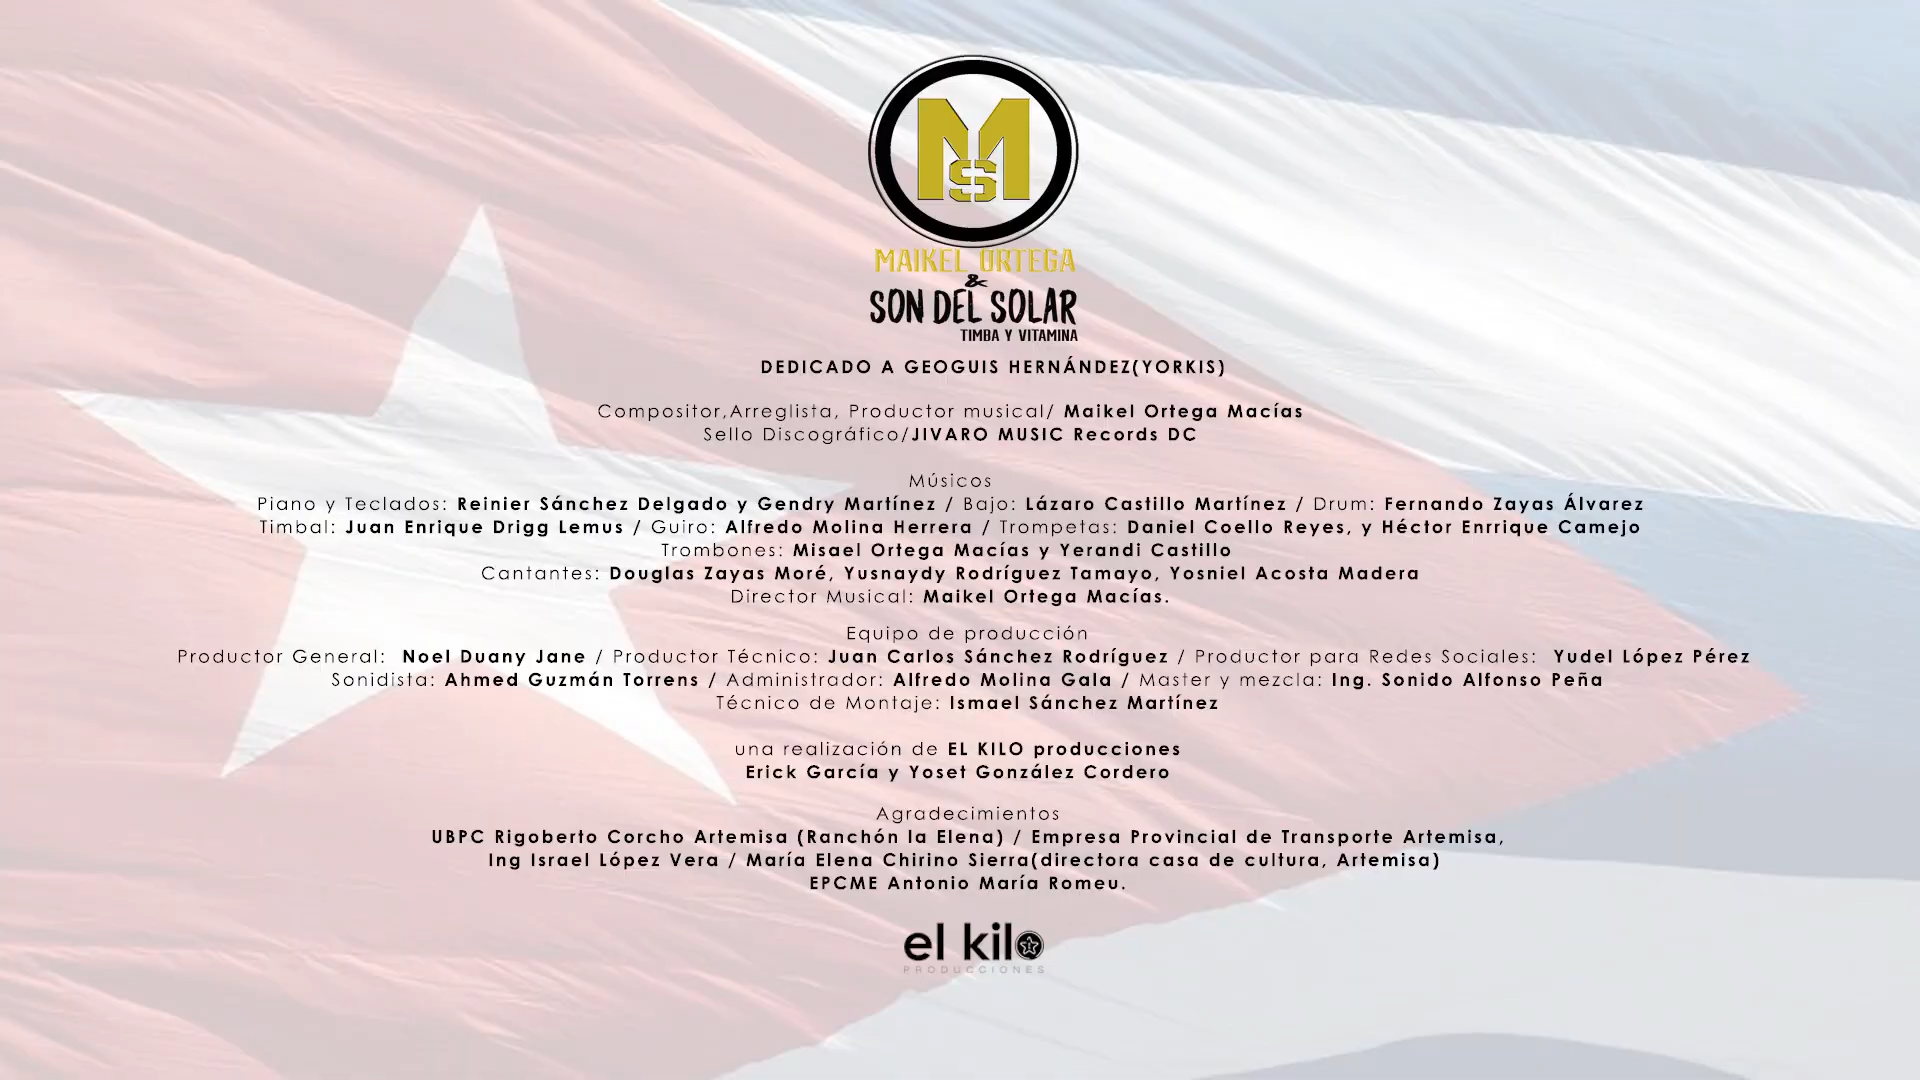 MS
MAIKEL ORTEGA
&
SON DEL SOLAR
TIMBA Y VITAMINA
DEDICADO A GEOGUIS HERNÁNDEZ(YORKIS)
Compositor,Arreglista, Productor musical/ Maikel Ortega Macías
Sello Discográfico/JIVARO MUSIC Records DC
Músicos
Piano y Teclados: Reinier Sánchez Delgado y Gendry Martínez / Bajo: Lázaro Castillo Martínez / Drum: Fernando Zayas Álvarez
Timbal: Juan Enrique Drigg Lemus / Guiro: Alfredo Molina Herrera / Trompetas: Daniel Coello Reyes, y Héctor Enrrique Camejo
Trombones: Misael Ortega Macías y Yerandi Castillo
Cantantes: Douglas Zayas Moré, Yusnaydy Rodríguez Tamayo, Yosniel Acosta Madera
Director Musical: Maikel Ortega Macías.
Equipo de producción
Productor General: Noel Duany Jane / Productor Técnico: Juan Carlos Sánchez Rodríguez / Productor para Redes Sociales: Yudel López Pérez
Sonidista: Ahmed Guzmán Torrens / Administrador: Alfredo Molina Gala / Master y mezcla: Ing. Sonido Alfonso Peña
Técnico de Montaje: Ismael Sánchez Martínez
una realización de EL KILO producciones
Erick García y Yoset González Cordero
Agradecimientos
UBPC Rigoberto Corcho Artemisa (Ranchón la Elena) / Empresa Provincial de Transporte Artemisa,
Ing Israel López Vera / María Elena Chirino Sierra(directora casa de cultura, Artemisa)
EPCME Antonio María Romeu.
el kilo
PRODUCCIONES